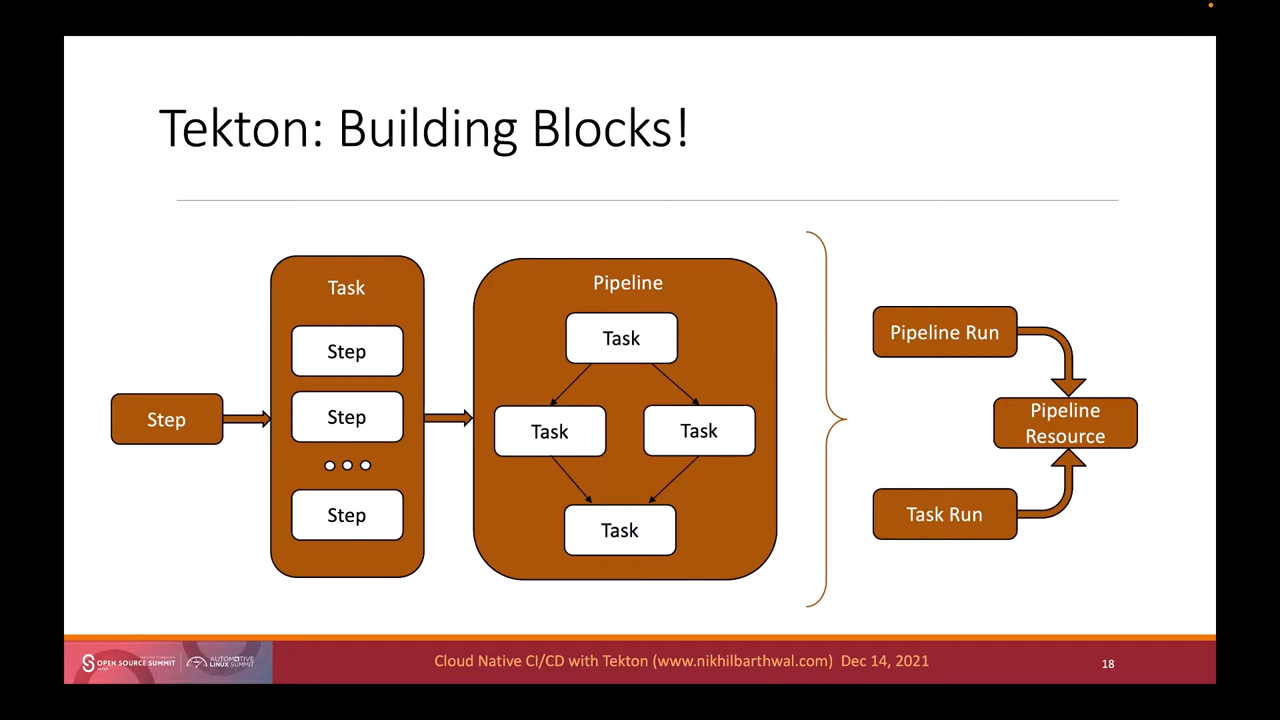 Tekton: Building Blocks!
Step
Task
Step
Step
Step
Pipeline
Task
Task
Task
Task
Pipeline Run
Pipeline
Resource
Task Run
OPEN SOURCE SUMMIT
AUTOMOTIVE
LINUX SUMMIT
Cloud Native CI/CD with Tekton (www.nikhilbarthwal.com) Dec 14, 2021
18